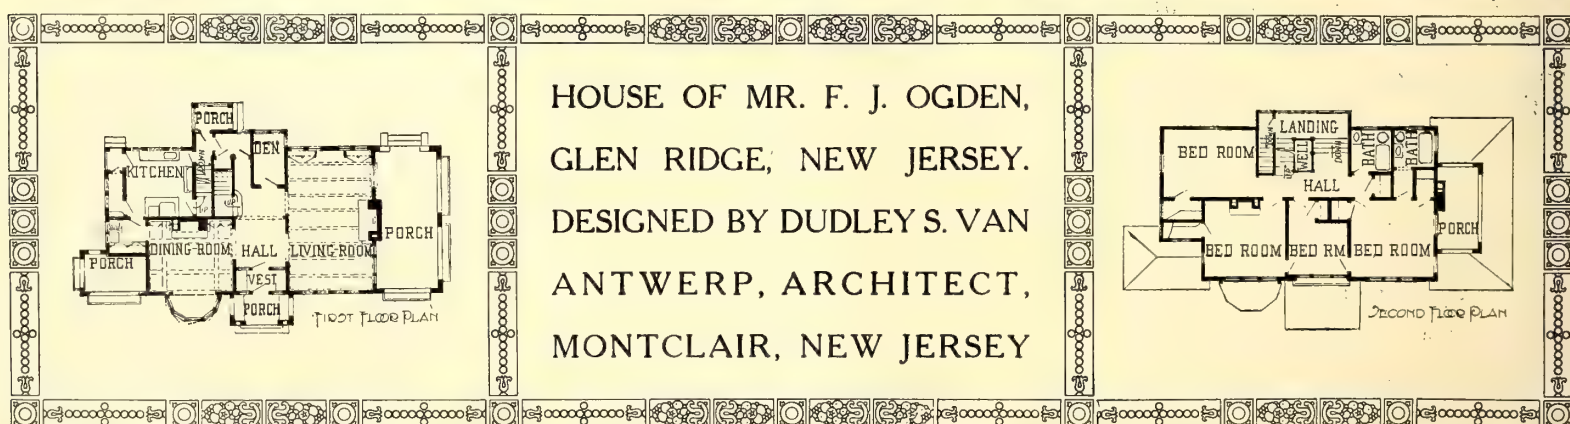 PORCH
DEN
KITCHEN
UP
UP
DINING-ROOM
HALL
LIVING-ROOM
PORCH
PORCH
VEST
PORCH
FIRST FLOOR PLAN
HOUSE OF MR. F. J. OGDEN,
GLEN RIDGE, NEW JERSEY.
DESIGNED BY DUDLEY S. VAN
ANTWERP, ARCHITECT,
MONTCLAIR, NEW JERSEY
LANDING
BED ROOM
WELL
BATH
BATH
HALL
PORCH
BED ROOM
BED RM
BED ROOM
SECOND FLOOR PLAN